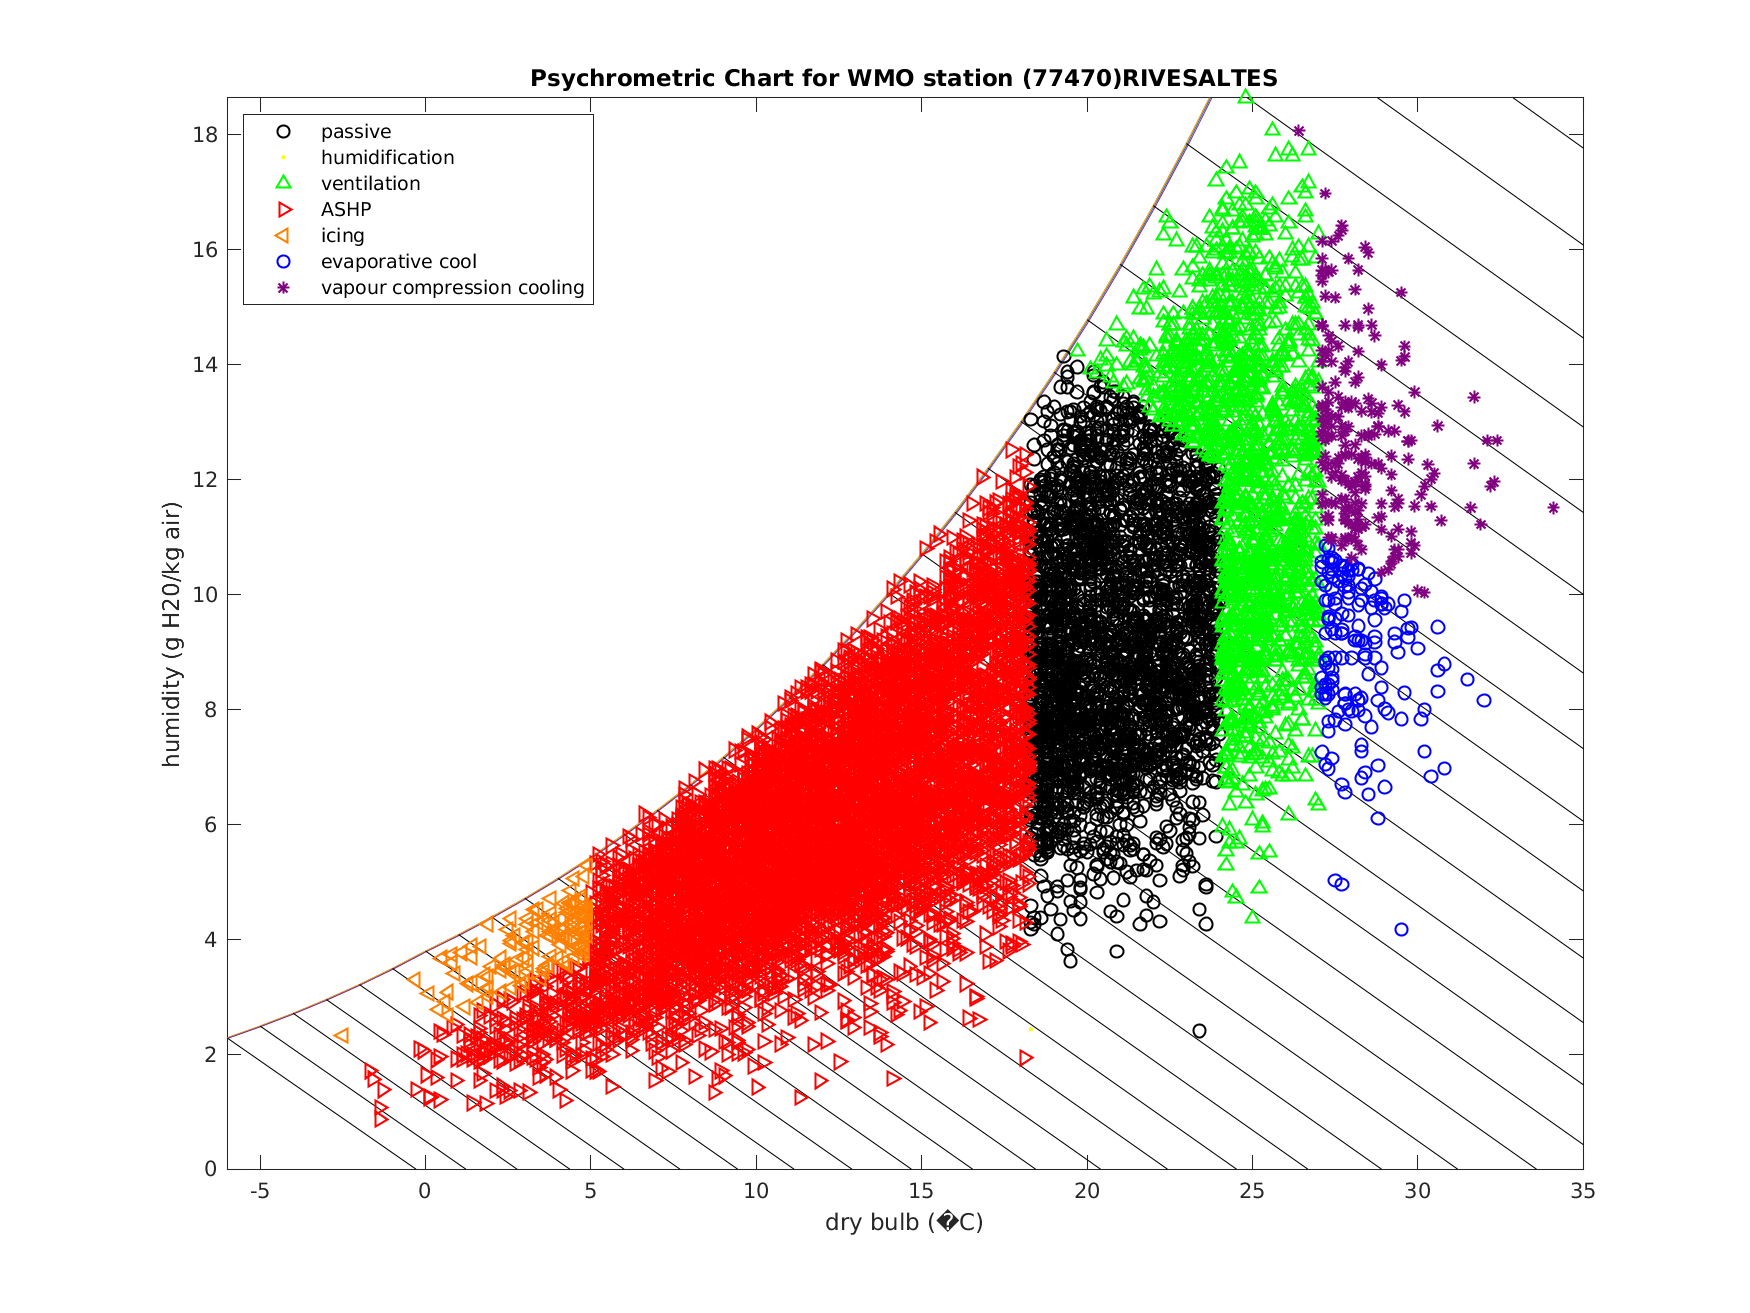 Psychrometric Chart for WMO station (77470)RIVESALTES
passive
humidification
ventilation
ASHP
icing
evaporative cool
vapour compression cooling
humidity (g H20/kg air)
18
16
14
12
10
8
6
4
2
0
-5 0 5 10 15 20 25 30 35
dry bulb (�C)